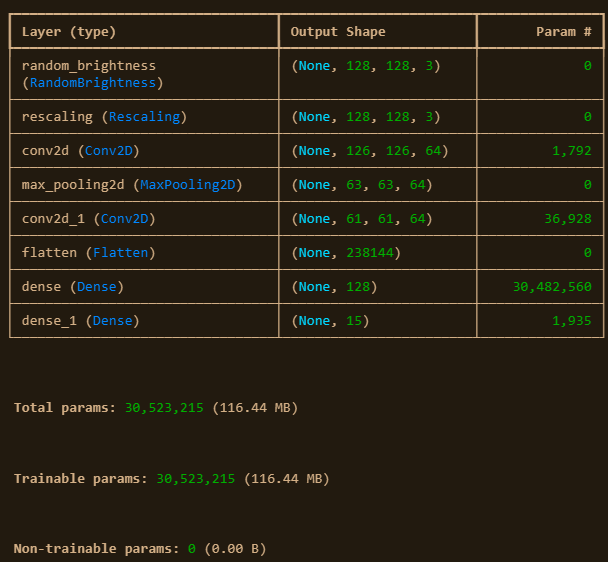 Layer (type) Output Shape Param #
random_brightness (None, 128, 128, 3) 0
(RandomBrightness)
rescaling (Rescaling) (None, 128, 128, 3) 0
conv2d (Conv2D) (None, 126, 126, 64) 1,792
max_pooling2d (MaxPooling2D) (None, 63, 63, 64) 0
conv2d_1 (Conv2D) (None, 61, 61, 64) 36,928
flatten (Flatten) (None, 238144) 0
dense (Dense) (None, 128) 30,482,560
dense_1 (Dense) (None, 15) 1,935
Total params: 30,523,215 (116.44 MB)
Trainable params: 30,523,215 (116.44 MB)
Non-trainable params: 0 (0.00 B)